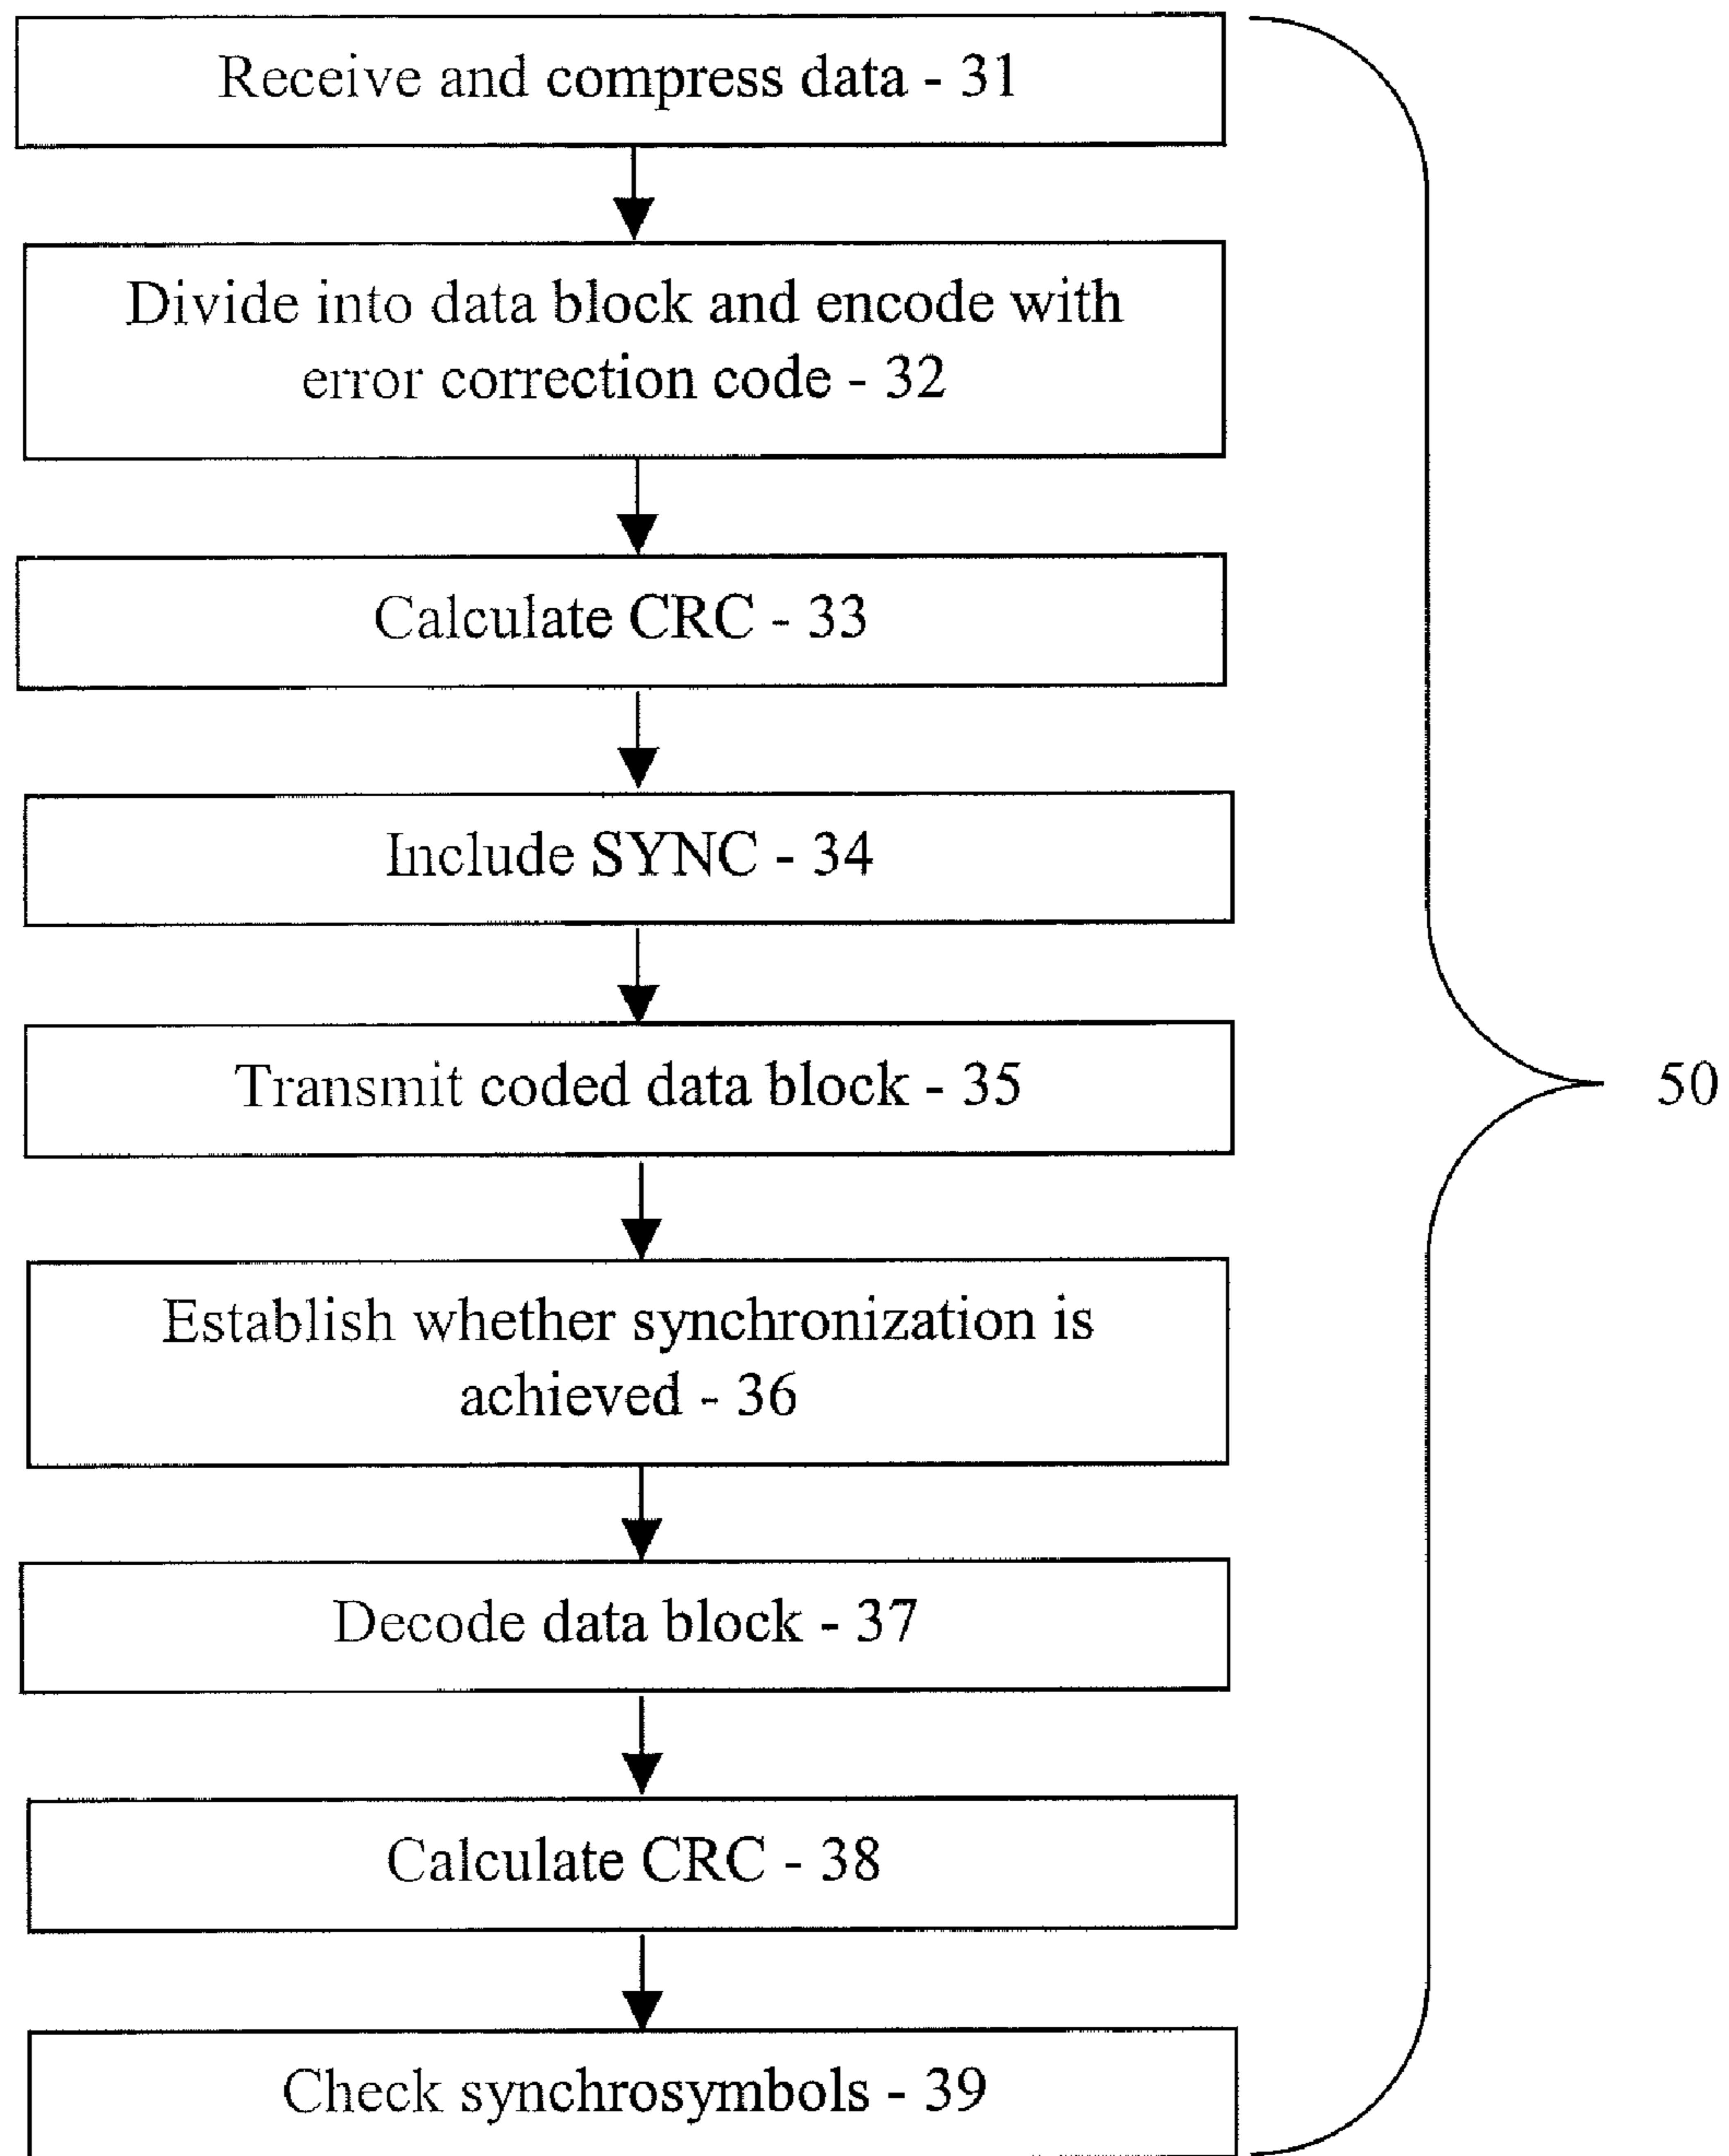 Receive and compress data - 31
Divide into data block and encode with
error correction code - 32
Calculate CRC - 33
Include SYNC - 34
Transmit coded data block - 35
50
Establish whether synchronization is
achieved - 36
Decode data block - 37
Calculate CRC - 38
Check synchrosymbols - 39